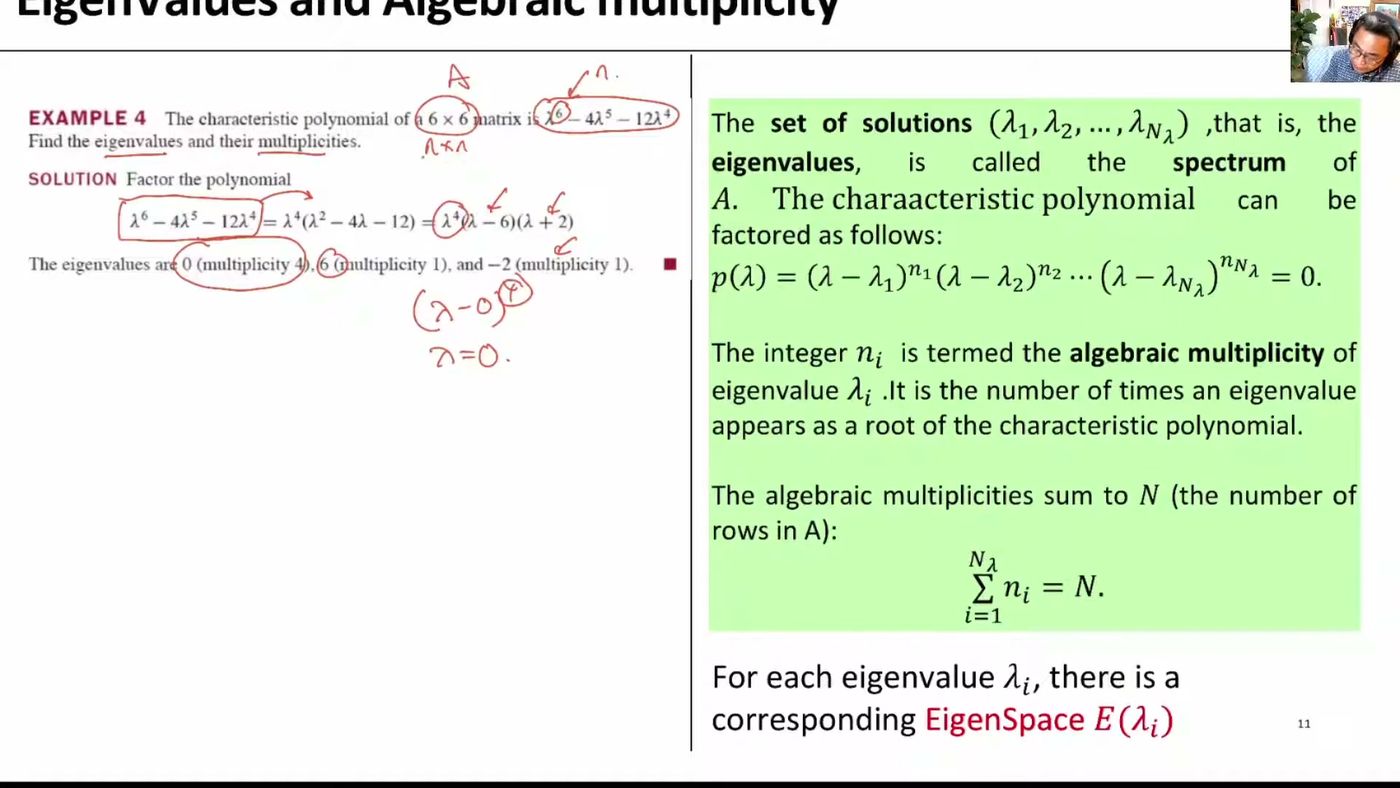 Eigenvalues and Algebraic multiplicity
A n.
EXAMPLE 4 The characteristic polynomial of a 6 × 6 matrix is λ⁶ − 4λ⁵ − 12λ⁴
Find the eigenvalues and their multiplicities.
n×n
SOLUTION Factor the polynomial
λ⁶ − 4λ⁵ − 12λ⁴ = λ⁴(λ² − 4λ − 12) = λ⁴(λ − 6)(λ + 2)
The eigenvalues are 0 (multiplicity 4), 6 (multiplicity 1), and −2 (multiplicity 1). ■
(λ−0)⁴
λ=0.
The set of solutions (λ₁, λ₂, …, λ_{N_λ}) ,that is, the
eigenvalues, is called the spectrum of
A. The charaacteristic polynomial can be
factored as follows:
p(λ) = (λ − λ₁)^{n₁}(λ − λ₂)^{n₂} ⋯ (λ − λ_{N_λ})^{n_{N_λ}} = 0.
The integer nᵢ is termed the algebraic multiplicity of
eigenvalue λᵢ .It is the number of times an eigenvalue
appears as a root of the characteristic polynomial.
The algebraic multiplicities sum to N (the number of
rows in A):
N_λ
∑ nᵢ = N.
i=1
For each eigenvalue λᵢ, there is a
corresponding EigenSpace E(λᵢ)
11